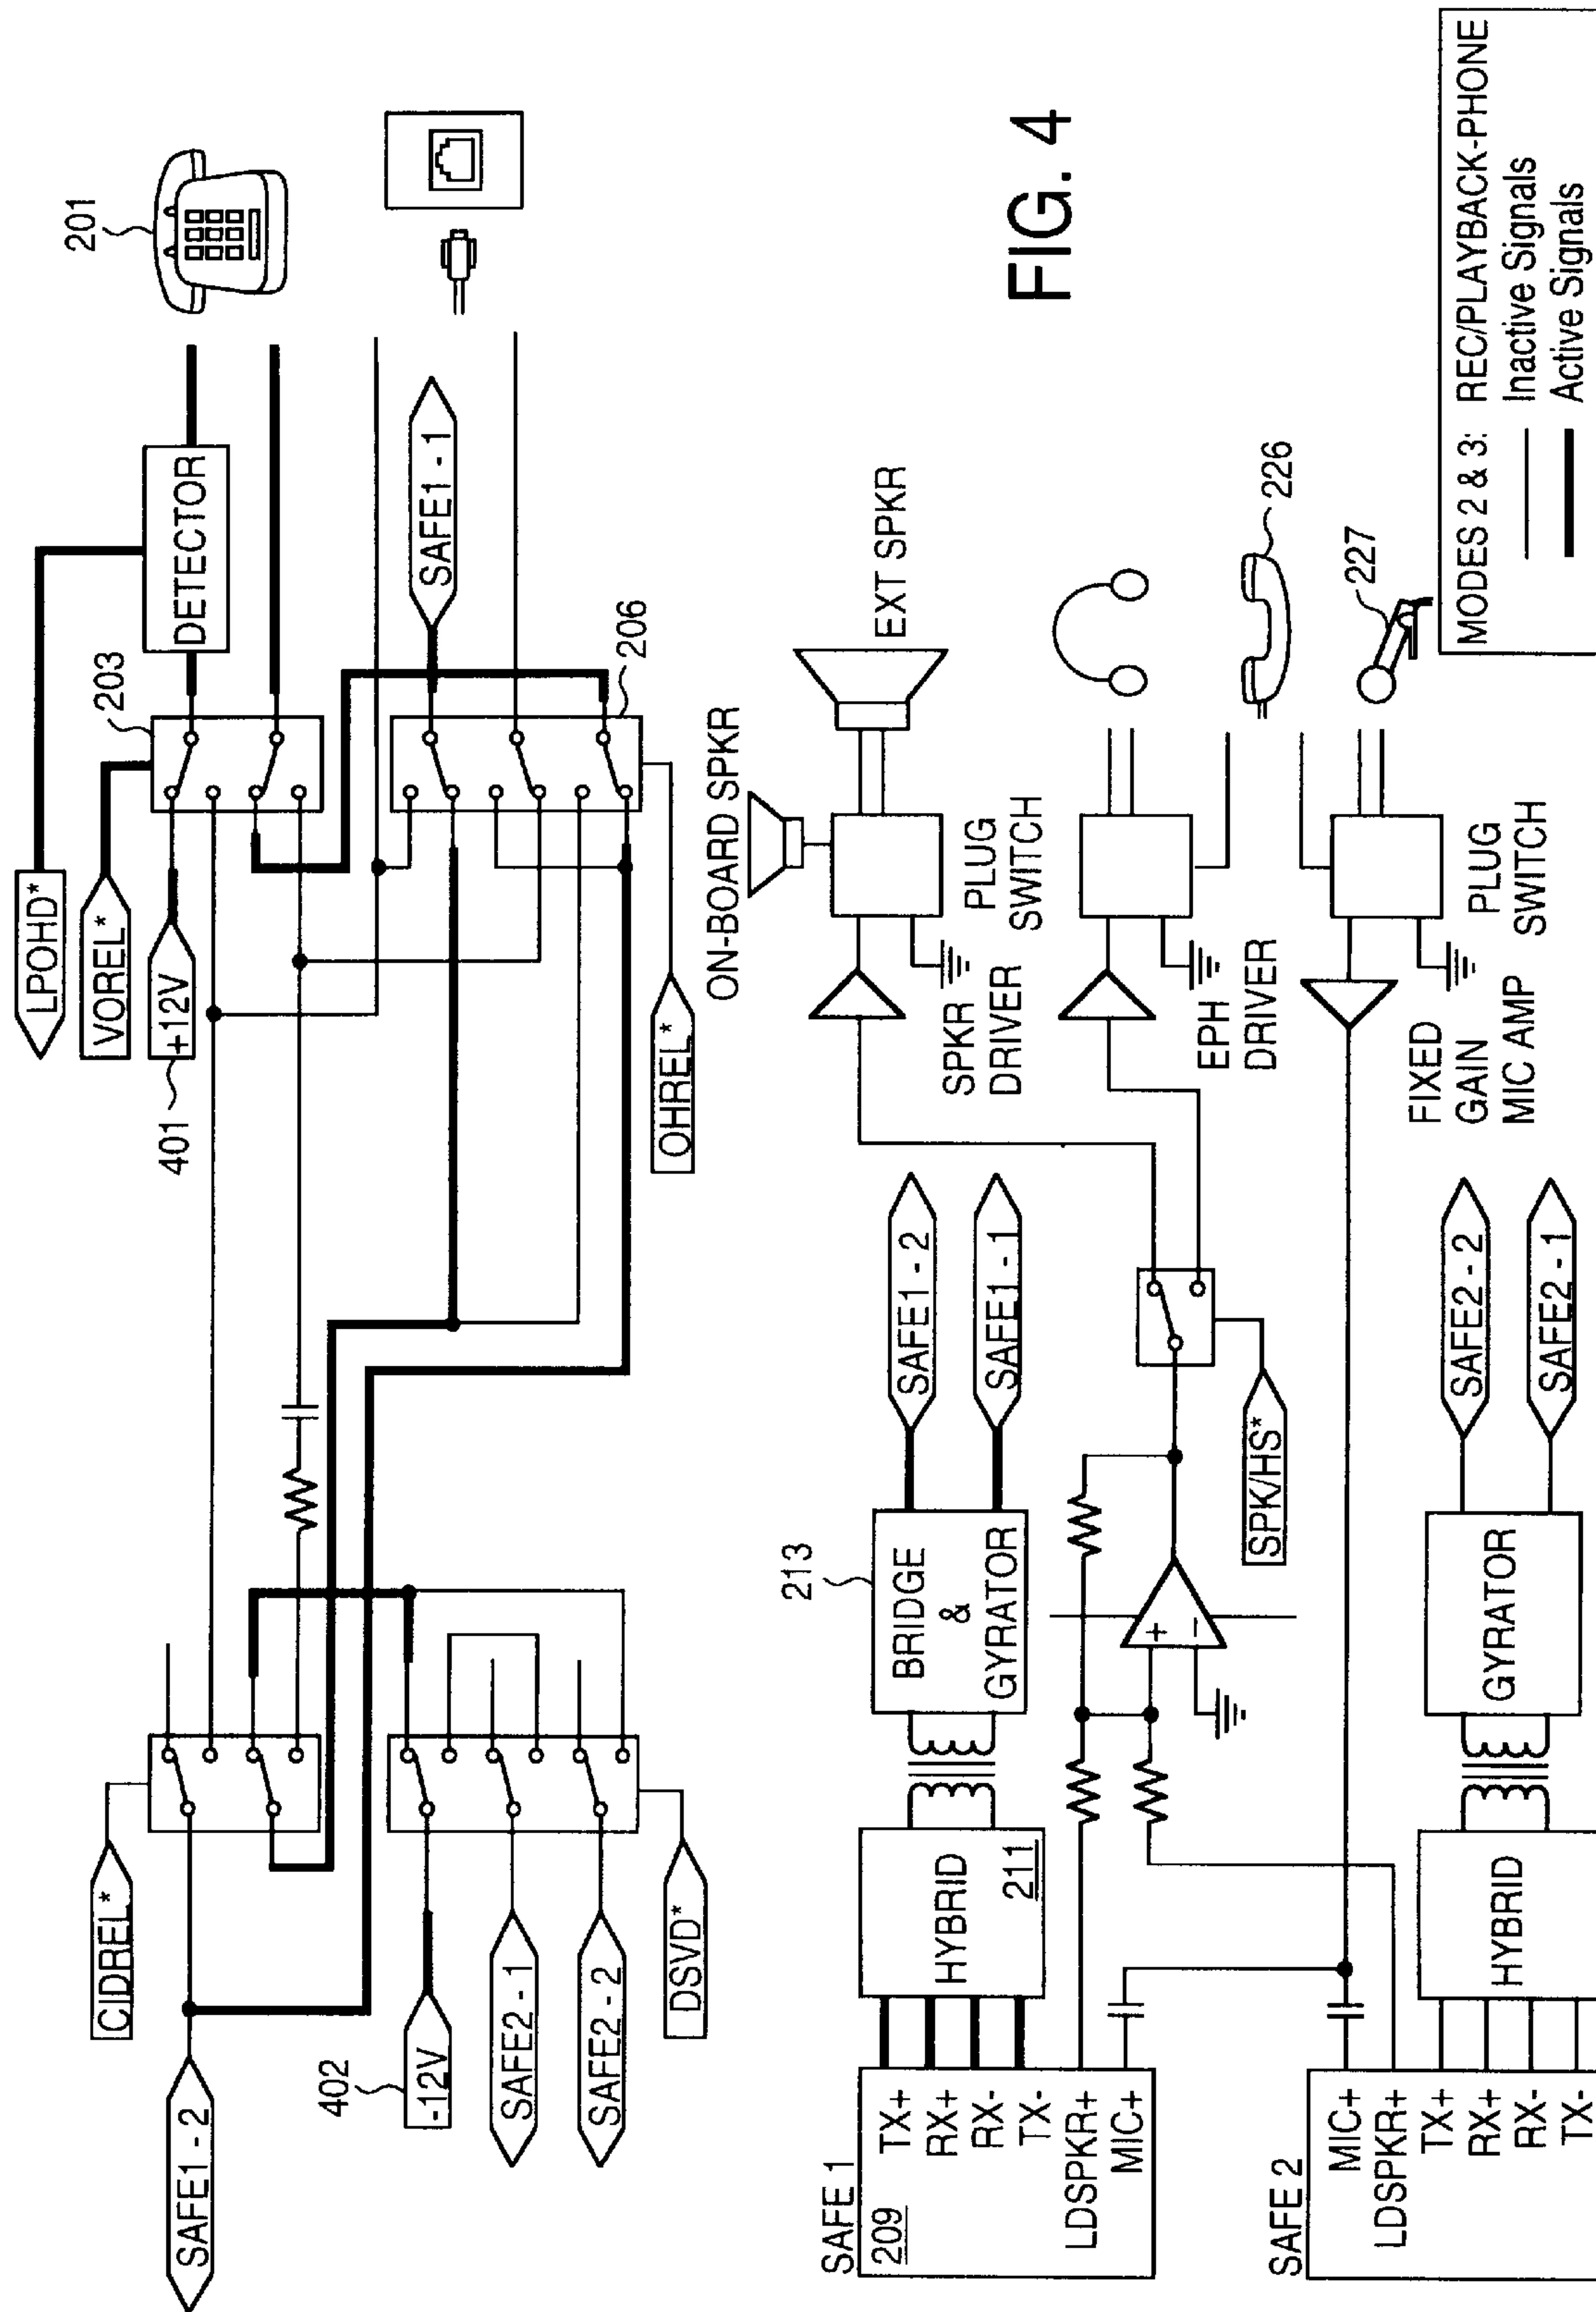 201
LPOHD*
VOREL*
+12V
401
203
DETECTOR
SAFE1 - 1
206
OHREL*
CIDREL*
SAFE1 - 2
402
-12V
SAFE2 - 1
SAFE2 - 2
DSVD*
FIG. 4
ON-BOARD SPKR
EXT SPKR
SPKR
DRIVER
PLUG
SWITCH
EPH
DRIVER
226
227
FIXED
GAIN
MIC AMP
PLUG
SWITCH
SAFE 1
209
TX+
RX+
RX-
TX-
LDSPKR+
MIC+
HYBRID
211
213
BRIDGE
&
GYRATOR
SAFE1 - 2
SAFE1 - 1
+
−
SPK/HS*
SAFE 2
MIC+
LDSPKR+
TX+
RX+
RX-
TX-
HYBRID
GYRATOR
SAFE2 - 2
SAFE2 - 1
MODES 2 & 3: REC/PLAYBACK-PHONE
Inactive Signals
Active Signals